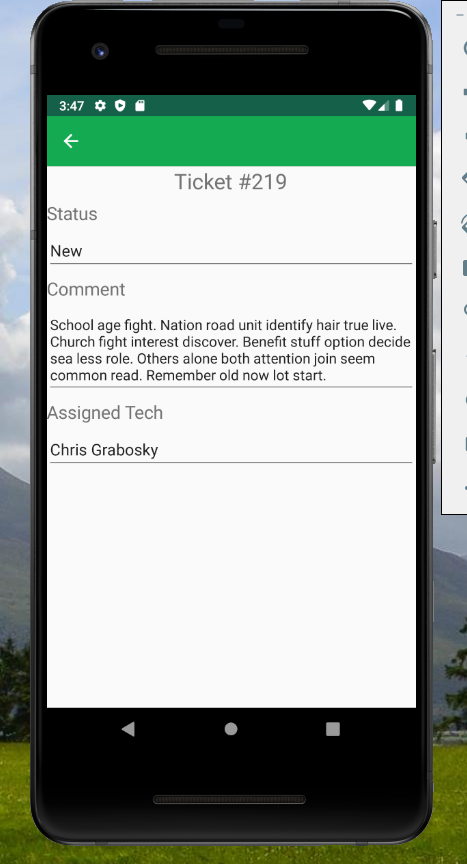 3:47
Ticket #219
Status
New
Comment
School age fight. Nation road unit identify hair true live.
Church fight interest discover. Benefit stuff option decide
sea less role. Others alone both attention join seem
common read. Remember old now lot start.
Assigned Tech
Chris Grabosky